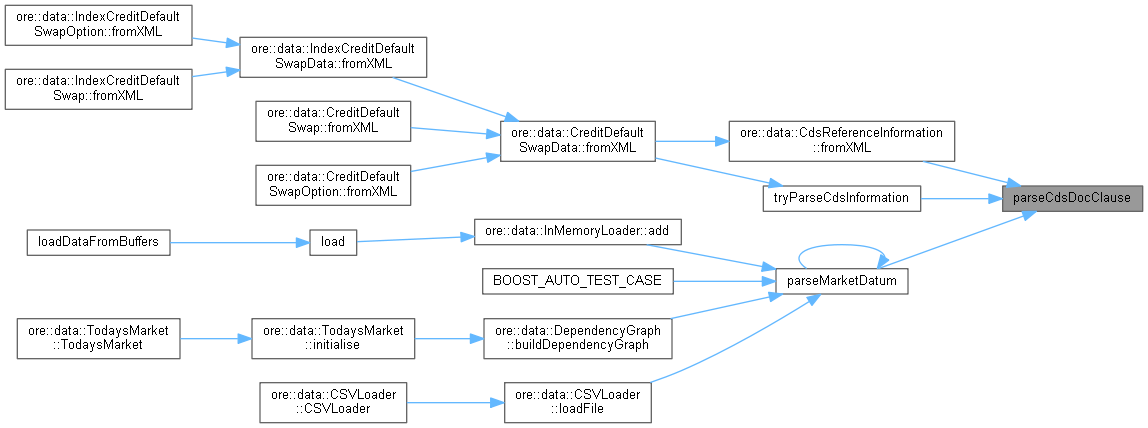 ore::data::IndexCreditDefault
SwapOption::fromXML
ore::data::IndexCreditDefault
Swap::fromXML
ore::data::IndexCreditDefault
SwapData::fromXML
ore::data::CreditDefault
Swap::fromXML
ore::data::CreditDefault
SwapOption::fromXML
ore::data::CreditDefault
SwapData::fromXML
ore::data::CdsReferenceInformation
::fromXML
tryParseCdsInformation
parseCdsDocClause
loadDataFromBuffers
load
ore::data::InMemoryLoader::add
BOOST_AUTO_TEST_CASE
parseMarketDatum
ore::data::TodaysMarket
::TodaysMarket
ore::data::TodaysMarket
::initialise
ore::data::DependencyGraph
::buildDependencyGraph
ore::data::CSVLoader
::CSVLoader
ore::data::CSVLoader
::loadFile